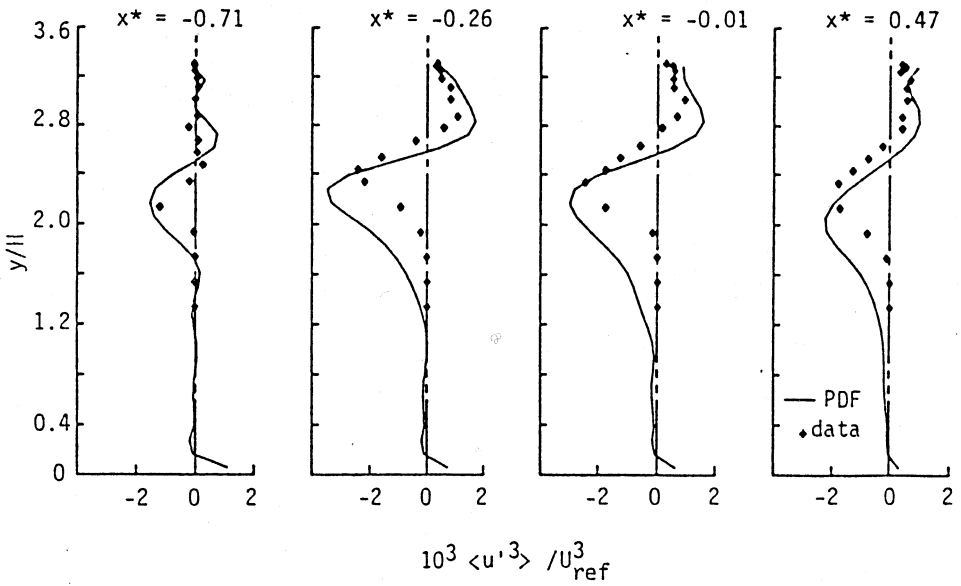 x* = -0.71
x* = -0.26
x* = -0.01
x* = 0.47
3.6
2.8
2.0
1.2
0.4
0
y/H
PDF
data
-2 0 2
-2 0 2
-2 0 2
-2 0 2
10³ <u'³> /U³ref